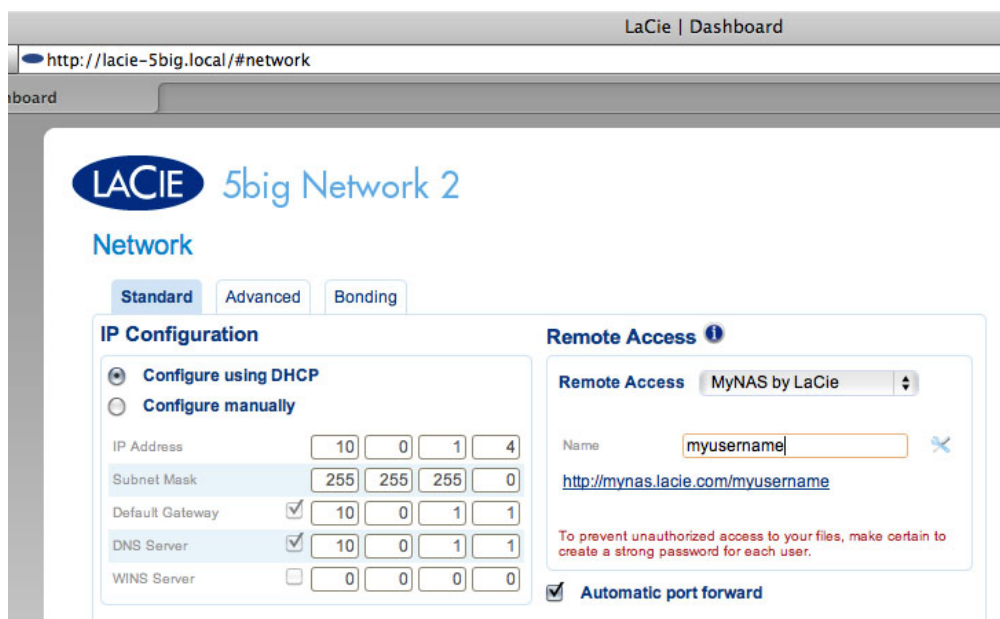 LaCie | Dashboard
http://lacie-5big.local/#network
board
LACIE 5big Network 2
Network
Standard Advanced Bonding
IP Configuration
Configure using DHCP
Configure manually
IP Address 10 0 1 4
Subnet Mask 255 255 255 0
Default Gateway 10 0 1 1
DNS Server 10 0 1 1
WINS Server 0 0 0 0
Remote Access i
Remote Access MyNAS by LaCie
Name myusername
http://mynas.lacie.com/myusername
To prevent unauthorized access to your files, make certain to
create a strong password for each user.
Automatic port forward